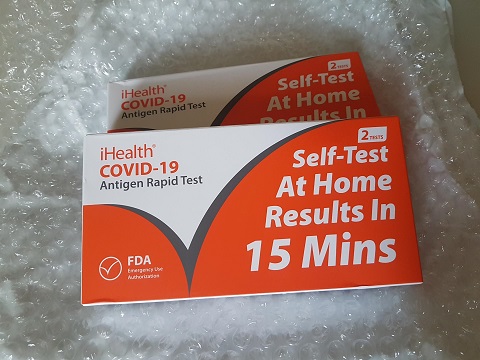 2 TESTS
iHealth®
COVID-19
Antigen Rapid Test
Self-Test
At Home
Results In
2 TESTS
iHealth®
COVID-19
Antigen Rapid Test
Self-Test
At Home
Results In
15 Mins
FDA
Emergency Use
Authorization